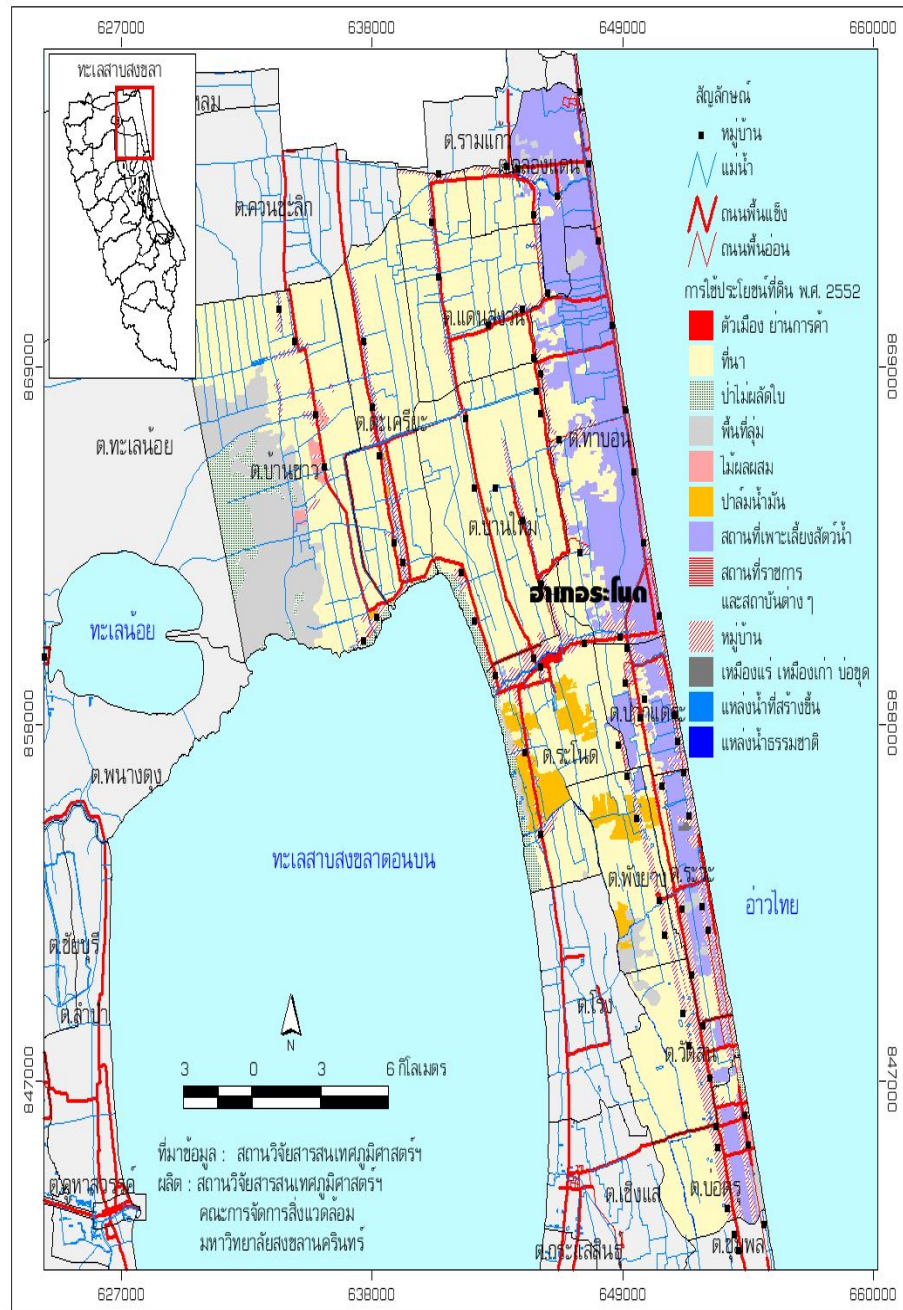 627000 638000 649000 660000
ทะเลสาบสงขลา
หลม
ต.รามแก้ว
ต.คลองแดน
ต.ควนชะลิก
ต.แดนสงวน
ต.ตะเครียะ
ต.ท่าบอน
ต.ทะเลน้อย
ต.บ้านขาว
ต.บ้านใหม่
อำเภอระโนด
ทะเลน้อย
ต.ปากแตระ
ต.ระโนด
ต.พนางตุง
ทะเลสาบสงขลาตอนบน
ต.พังยาง
ต.ระวะ
อ่าวไทย
ต.ชัยบุรี
ต.ลำปำ
ต.โรง
ต.วัดสน
ต.คูหาสวรรค์
ต.เชิงแส
ต.บ่อตรุ
ต.กระแสสินธุ์
ต.ชุมพล
สัญลักษณ์
หมู่บ้าน
แม่น้ำ
ถนนพื้นแข็ง
ถนนพื้นอ่อน
การใช้ประโยชน์ที่ดิน พ.ศ. 2552
ตัวเมือง ย่านการค้า
ที่นา
ป่าไม่ผลัดใบ
พื้นที่ลุ่ม
ไม้ผลผสม
ปาล์มน้ำมัน
สถานที่เพาะเลี้ยงสัตว์น้ำ
สถานที่ราชการ
และสถาบันต่าง ๆ
หมู่บ้าน
เหมืองแร่ เหมืองเก่า บ่อขุด
แหล่งน้ำที่สร้างขึ้น
แหล่งน้ำธรรมชาติ
869000 869000
858000 858000
847000 847000
N
3 0 3 6 กิโลเมตร
ที่มาข้อมูล : สถานวิจัยสารสนเทศภูมิศาสตร์ฯ
ผลิต : สถานวิจัยสารสนเทศภูมิศาสตร์ฯ
คณะการจัดการสิ่งแวดล้อม
มหาวิทยาลัยสงขลานครินทร์
627000 638000 649000 660000